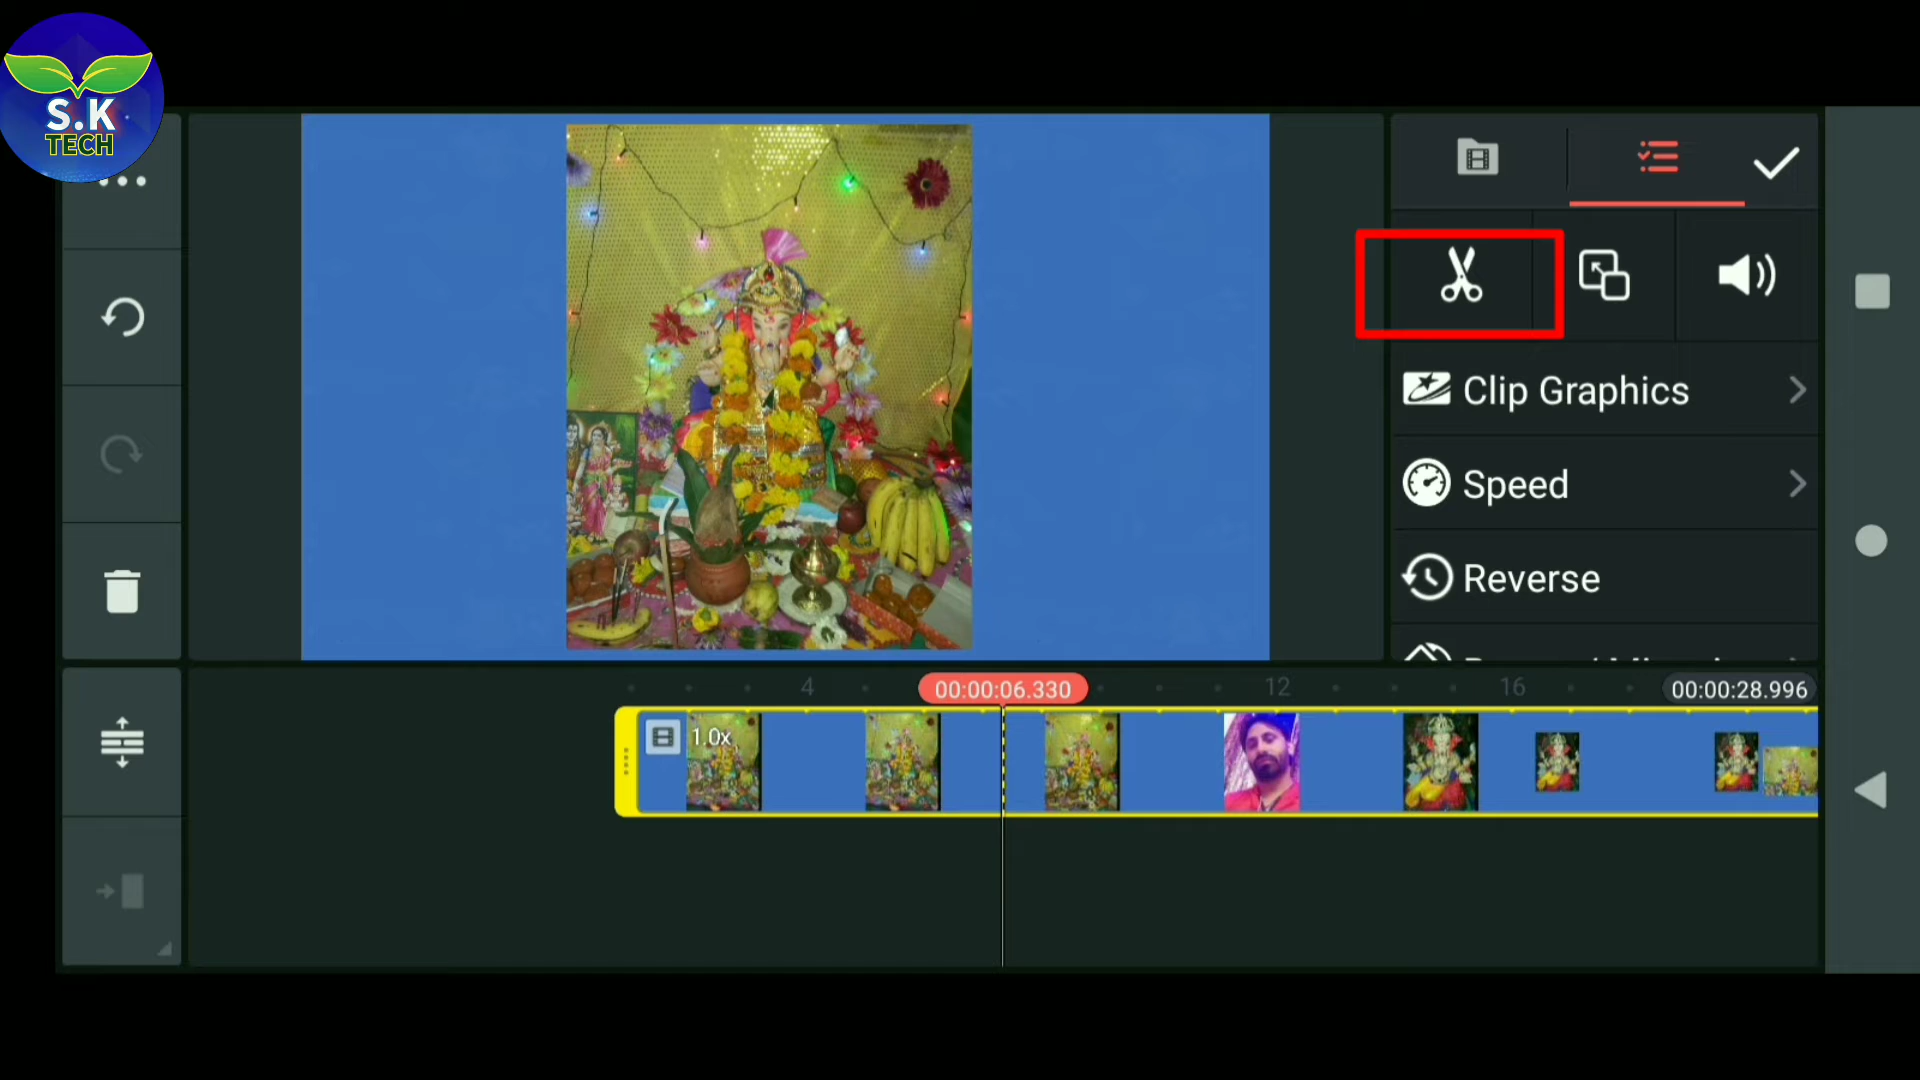 S.K
TECH
Clip Graphics
Speed
Reverse
4
00:00:06.330
12
16
00:00:28.996
1.0x